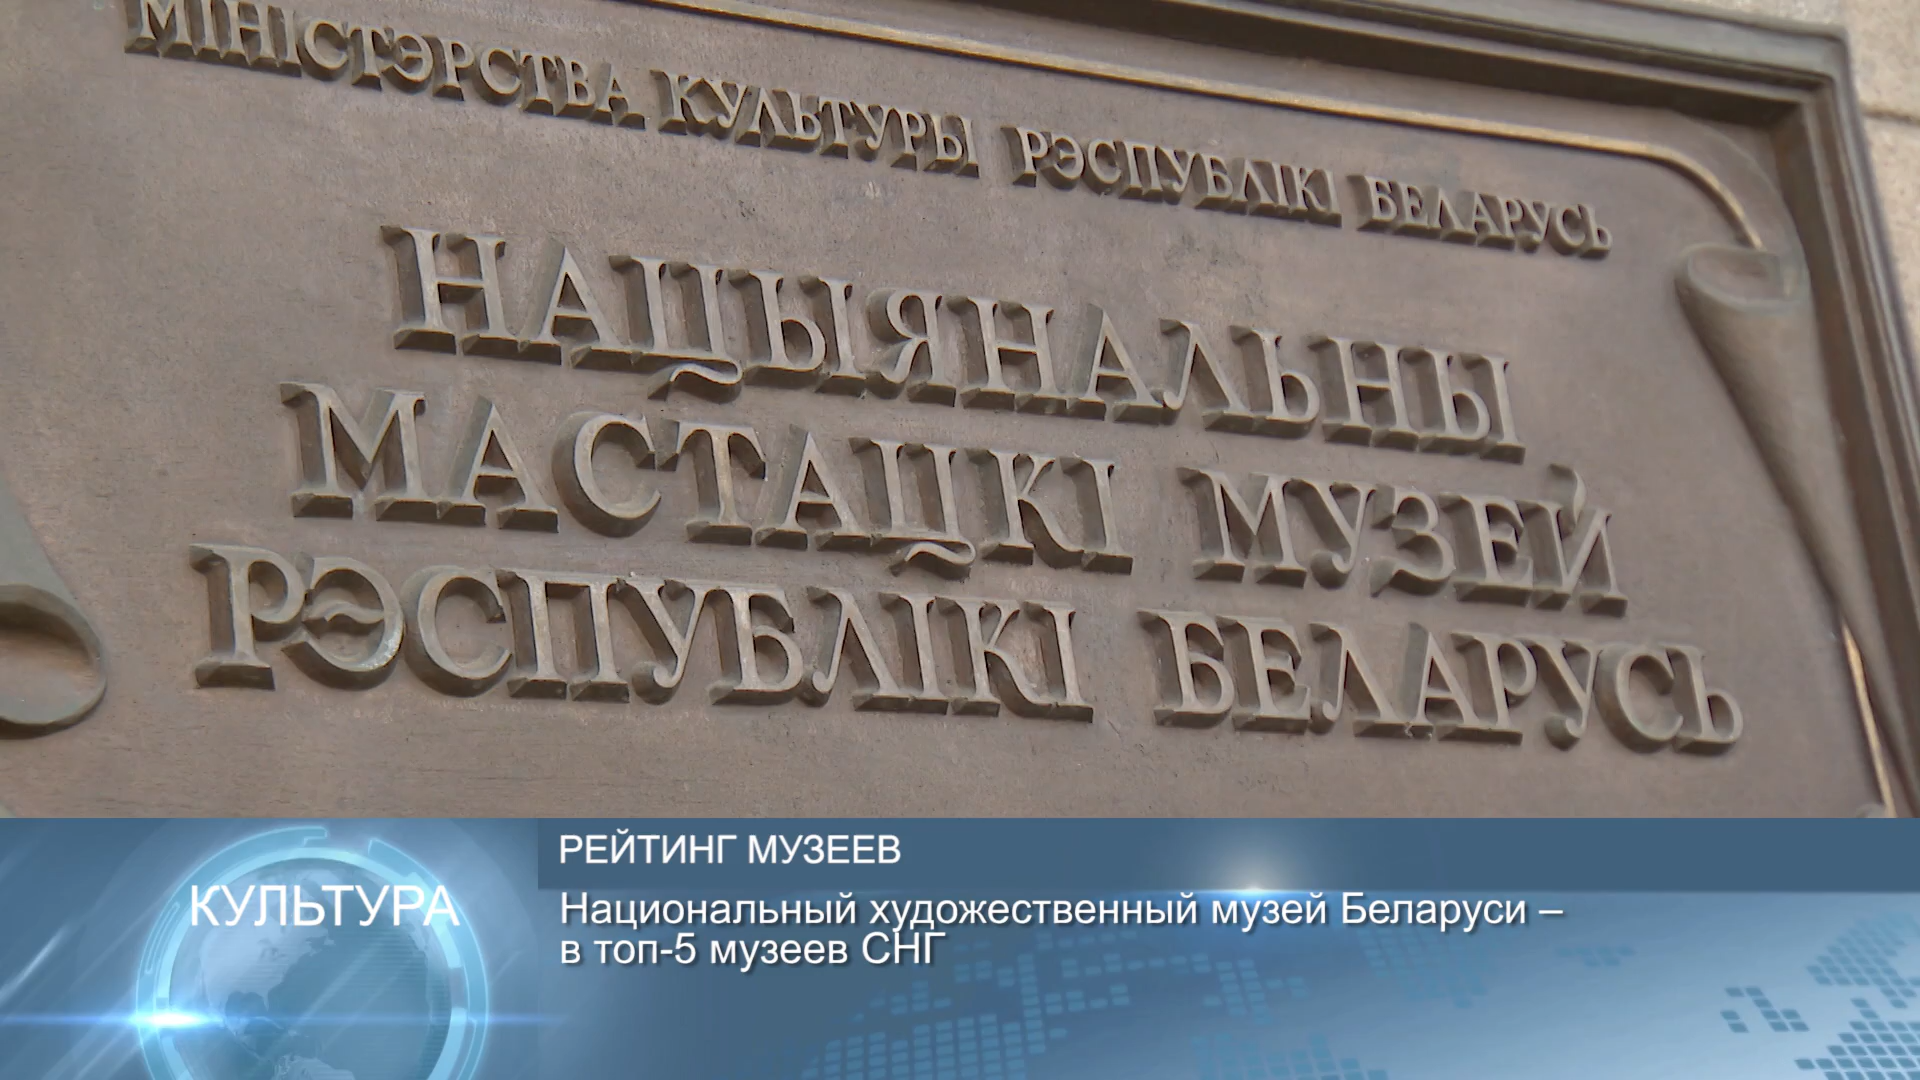 МІНІСТЭРСТВА КУЛЬТУРЫ РЭСПУБЛІКІ БЕЛАРУСЬ
НАЦЫЯНАЛЬНЫ
МАСТАЦКІ МУЗЕЙ
РЭСПУБЛІКІ БЕЛАРУСЬ
КУЛЬТУРА
РЕЙТИНГ МУЗЕЕВ
Национальный художественный музей Беларуси –
в топ-5 музеев СНГ